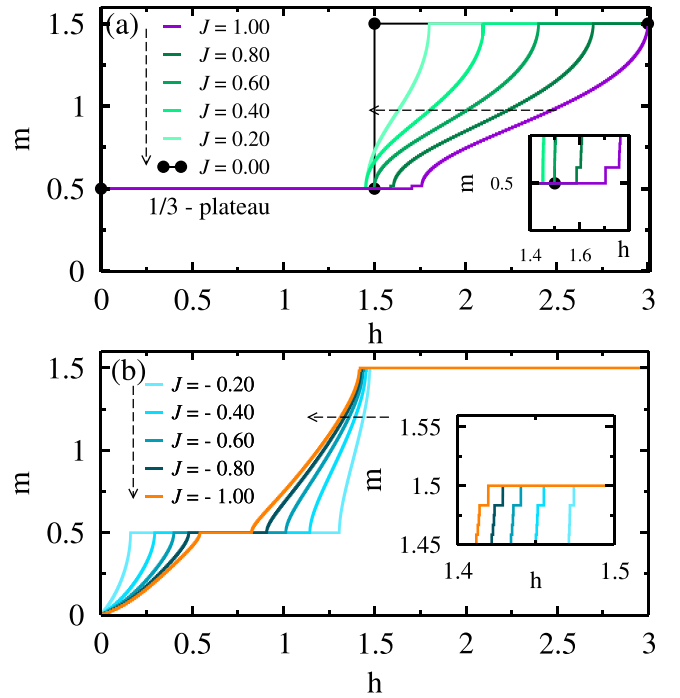 (a)
J = 1.00
J = 0.80
J = 0.60
J = 0.40
J = 0.20
J = 0.00
1/3 - plateau
m
1.5
1
0.5
0
0 0.5 1 1.5 2 2.5 3
h
m
0.5
1.4 1.6 h
(b)
J = - 0.20
J = - 0.40
J = - 0.60
J = - 0.80
J = - 1.00
m
1.5
1
0.5
0
0 0.5 1 1.5 2 2.5 3
h
m
1.55
1.5
1.45
1.4 1.5
h